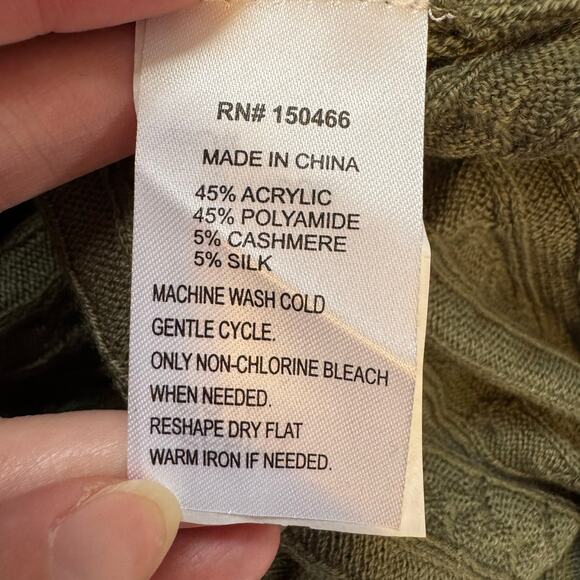 RN# 150466
MADE IN CHINA
45% ACRYLIC
45% POLYAMIDE
5% CASHMERE
5% SILK
MACHINE WASH COLD
GENTLE CYCLE.
ONLY NON-CHLORINE BLEACH
WHEN NEEDED.
RESHAPE DRY FLAT
WARM IRON IF NEEDED.